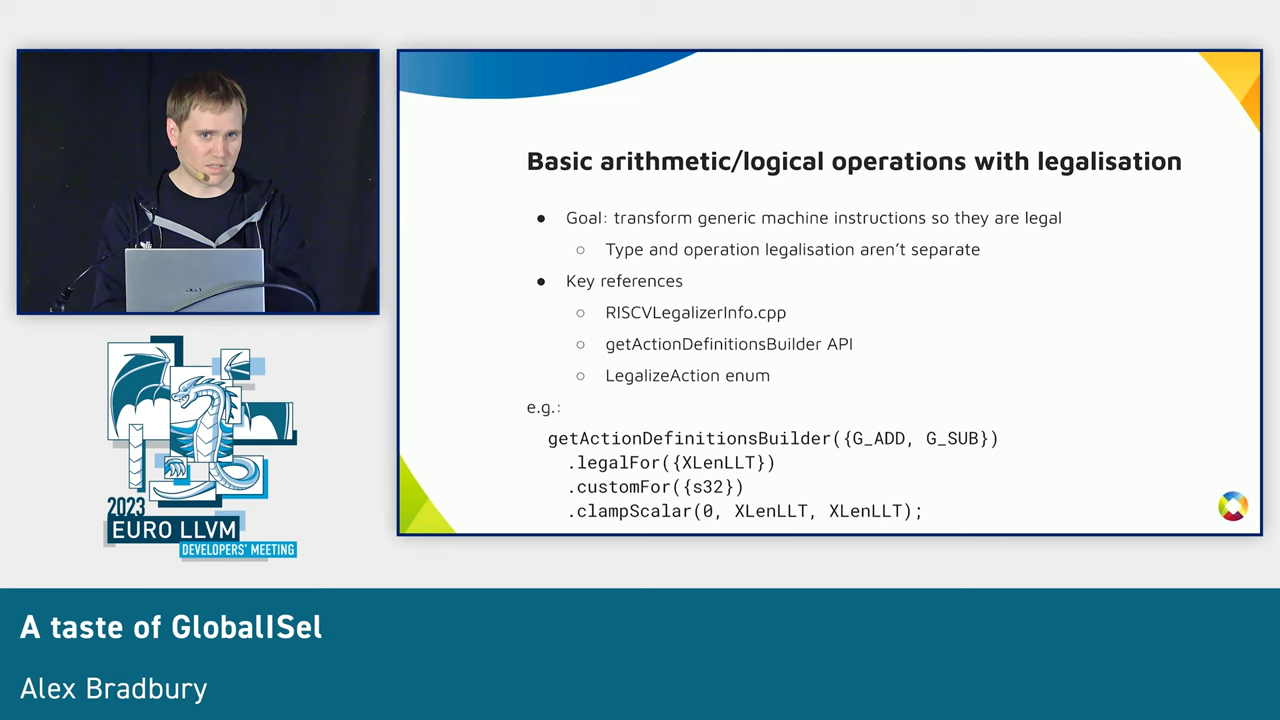 Basic arithmetic/logical operations with legalisation
● Goal: transform generic machine instructions so they are legal
○ Type and operation legalisation aren't separate
● Key references
○ RISCVLegalizerInfo.cpp
○ getActionDefinitionsBuilder API
○ LegalizeAction enum
e.g.:
getActionDefinitionsBuilder({G_ADD, G_SUB})
.legalFor({XLenLLT})
.customFor({s32})
.clampScalar(0, XLenLLT, XLenLLT);
2023
EURO LLVM
DEVELOPERS' MEETING
A taste of GlobalISel
Alex Bradbury